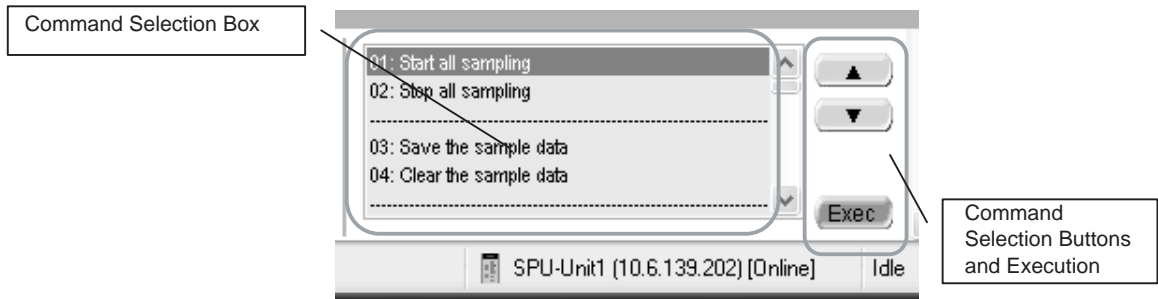 Command Selection Box
01: Start all sampling
02: Stop all sampling
03: Save the sample data
04: Clear the sample data
Exec
Command
Selection Buttons
and Execution
SPU-Unit1 (10.6.139.202) [Online]
Idle